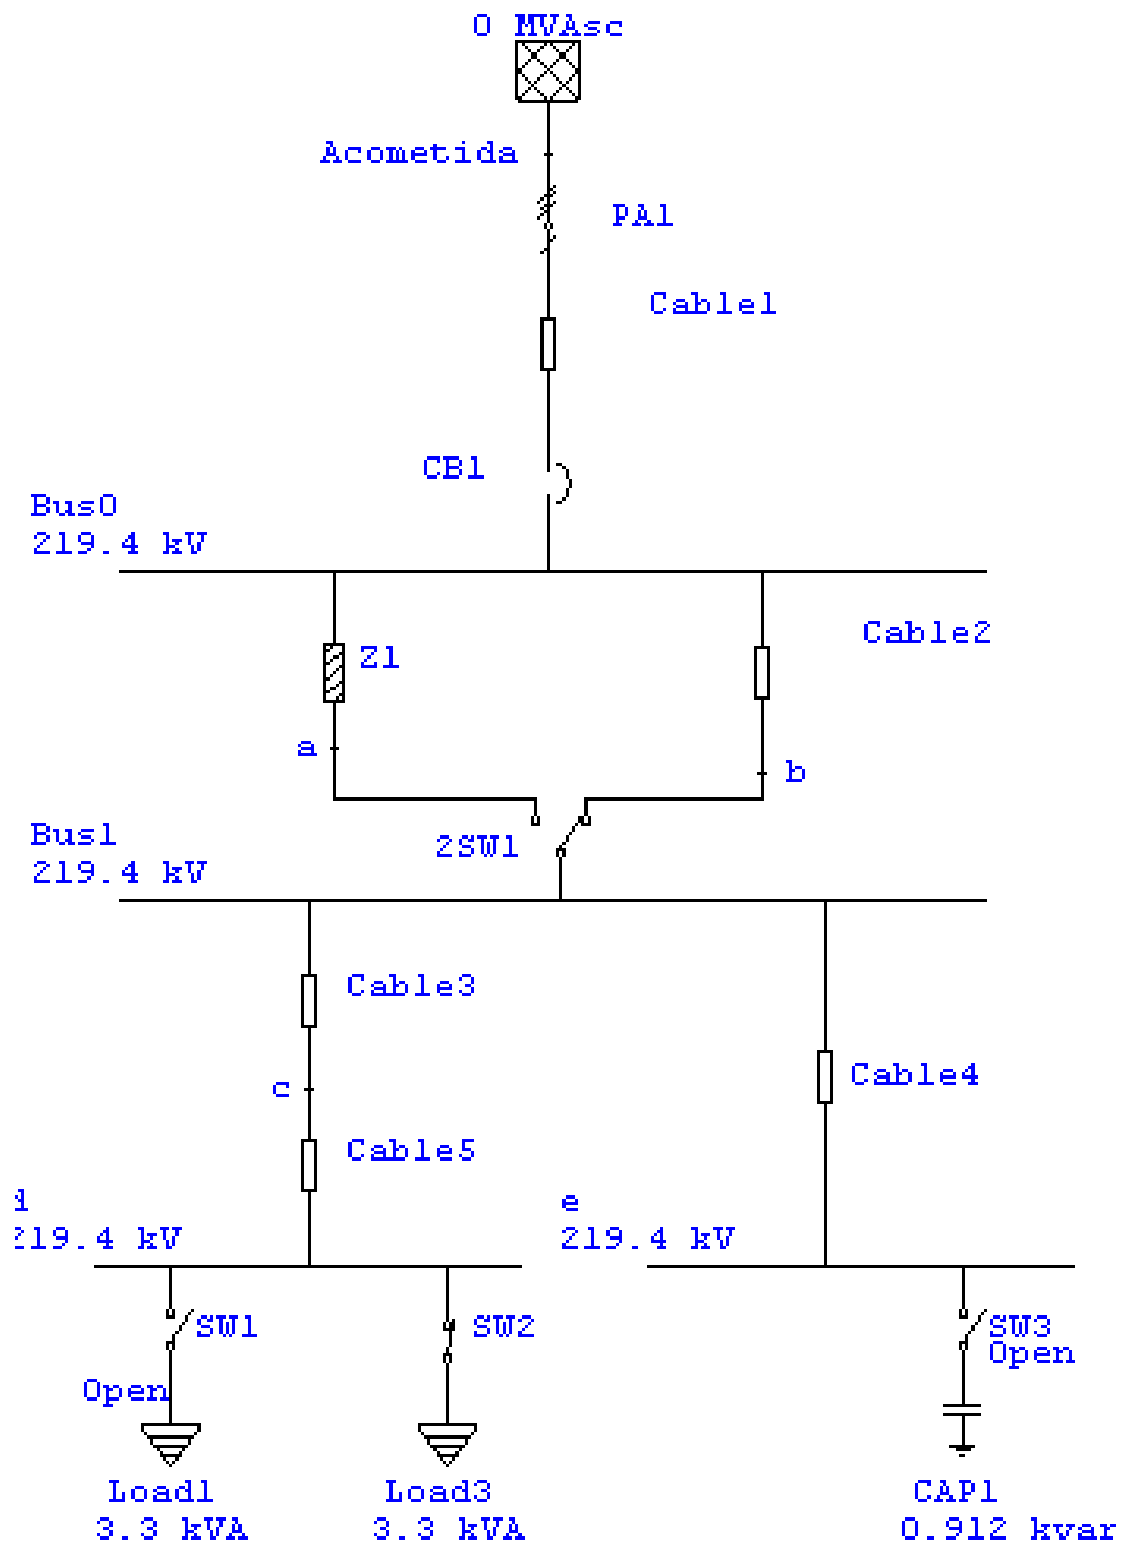 0 MVAsc
Acometida
PA1
Cable1
CB1
Bus0
219.4 kV
Cable2
Z1
a
b
Bus1
219.4 kV
2SW1
Cable3
Cable4
c
Cable5
d
219.4 kV
e
219.4 kV
SW1
SW2
SW3
Open
Open
Load1
3.3 kVA
Load3
3.3 kVA
CAP1
0.912 kvar